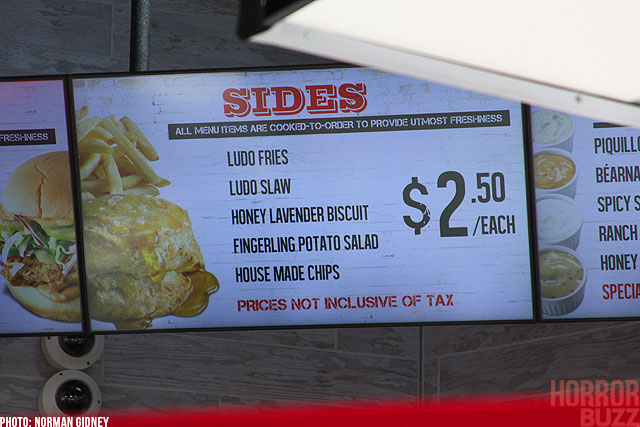 SIDES
ALL MENU ITEMS ARE COOKED-TO-ORDER TO PROVIDE UTMOST FRESHNESS
LUDO FRIES
LUDO SLAW
HONEY LAVENDER BISCUIT
FINGERLING POTATO SALAD
HOUSE MADE CHIPS
$2.50
/EACH
PRICES NOT INCLUSIVE OF TAX
FRESHNESS
PIQUILLO
BÉARNA
SPICY S
RANCH
HONEY
SPECIA
HORROR
BUZZ
PHOTO: NORMAN GIDNEY